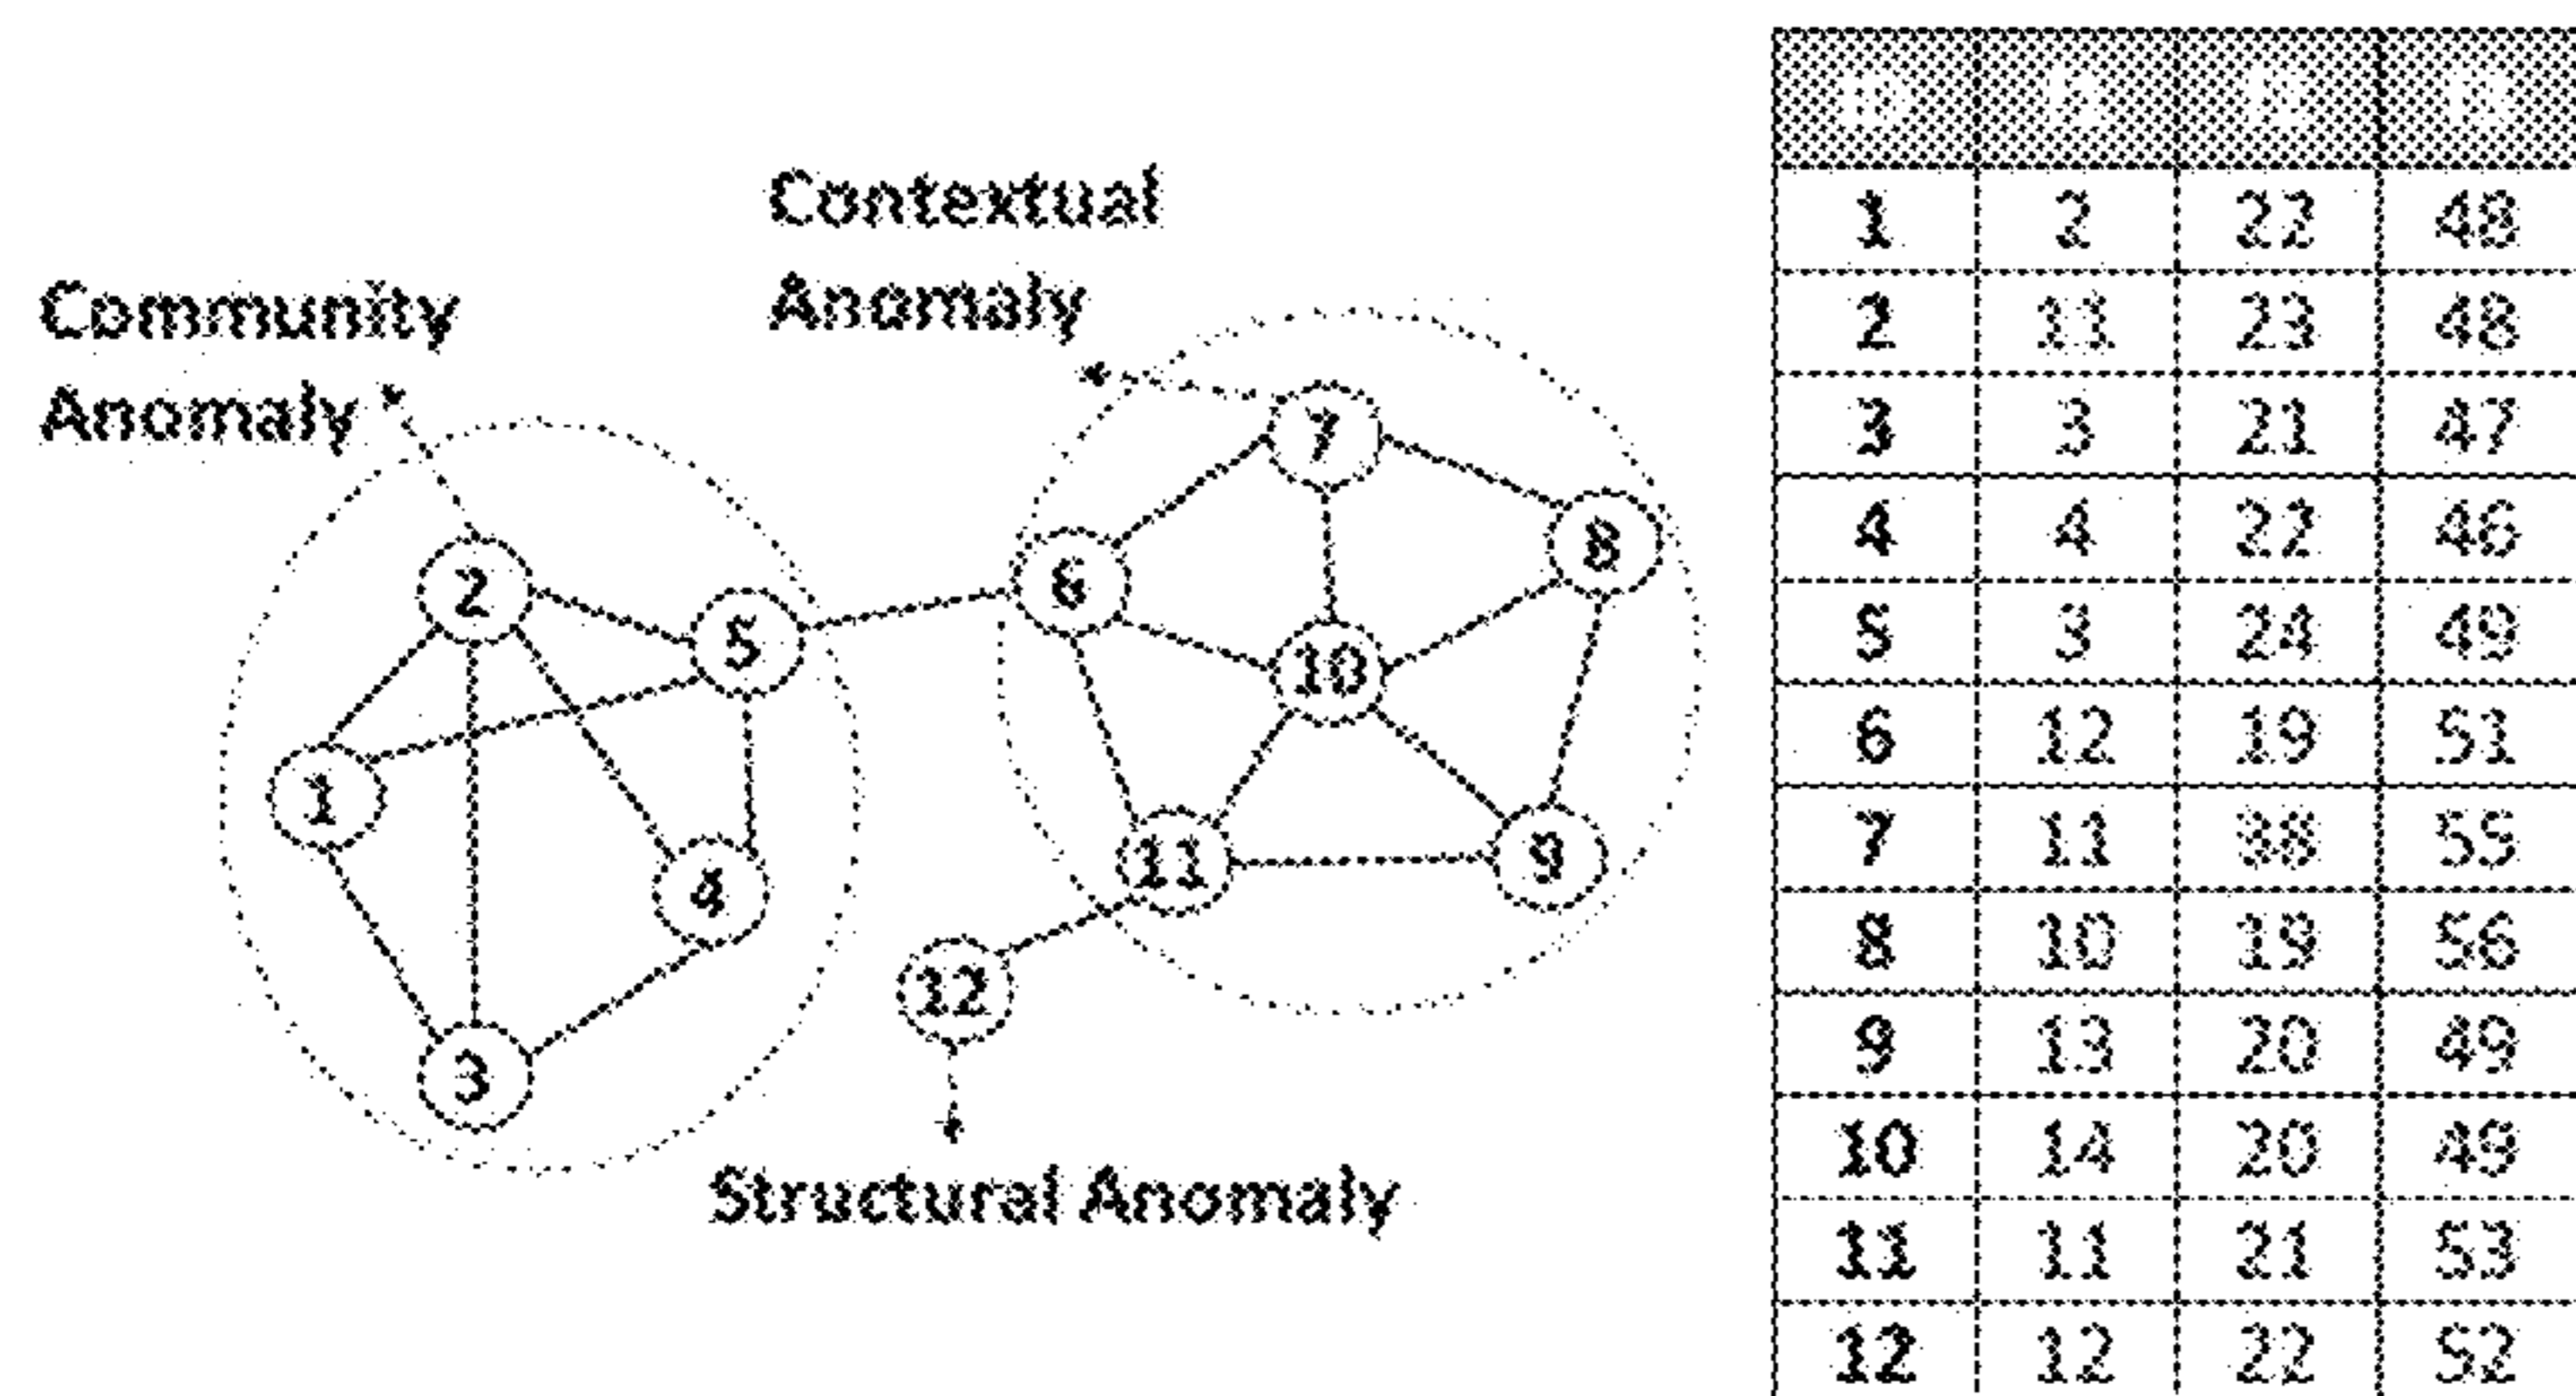 Contextual
Anomaly
Community
Anomaly
7
8
6
2
5
10
1
11
9
4
12
3
Structural Anomaly
1 2 22 48
2 11 23 48
3 3 21 47
4 4 22 46
5 3 24 49
6 12 19 51
7 11 38 55
8 10 19 56
9 13 20 49
10 14 20 49
11 11 21 53
12 12 22 52